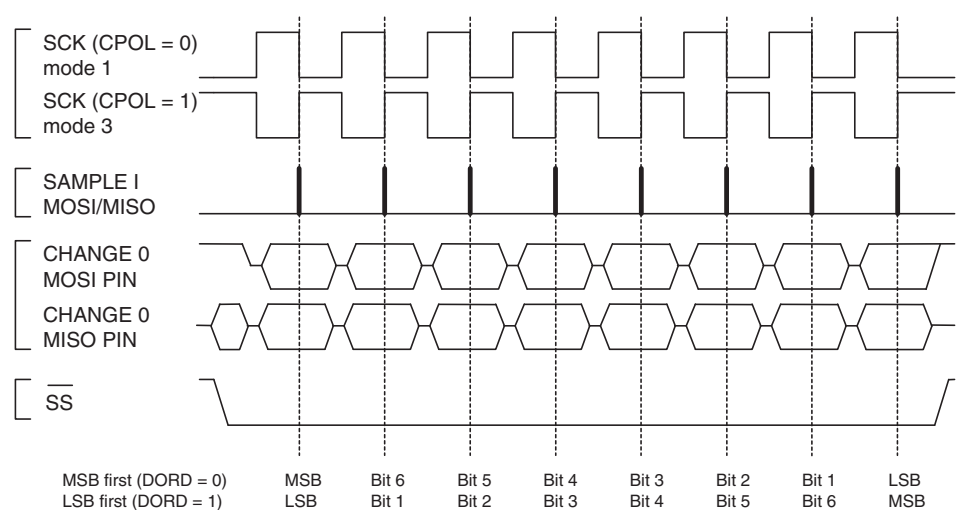 SCK (CPOL = 0)
mode 1
SCK (CPOL = 1)
mode 3
SAMPLE I
MOSI/MISO
CHANGE 0
MOSI PIN
CHANGE 0
MISO PIN
SS
MSB first (DORD = 0) MSB Bit 6 Bit 5 Bit 4 Bit 3 Bit 2 Bit 1 LSB
LSB first (DORD = 1) LSB Bit 1 Bit 2 Bit 3 Bit 4 Bit 5 Bit 6 MSB